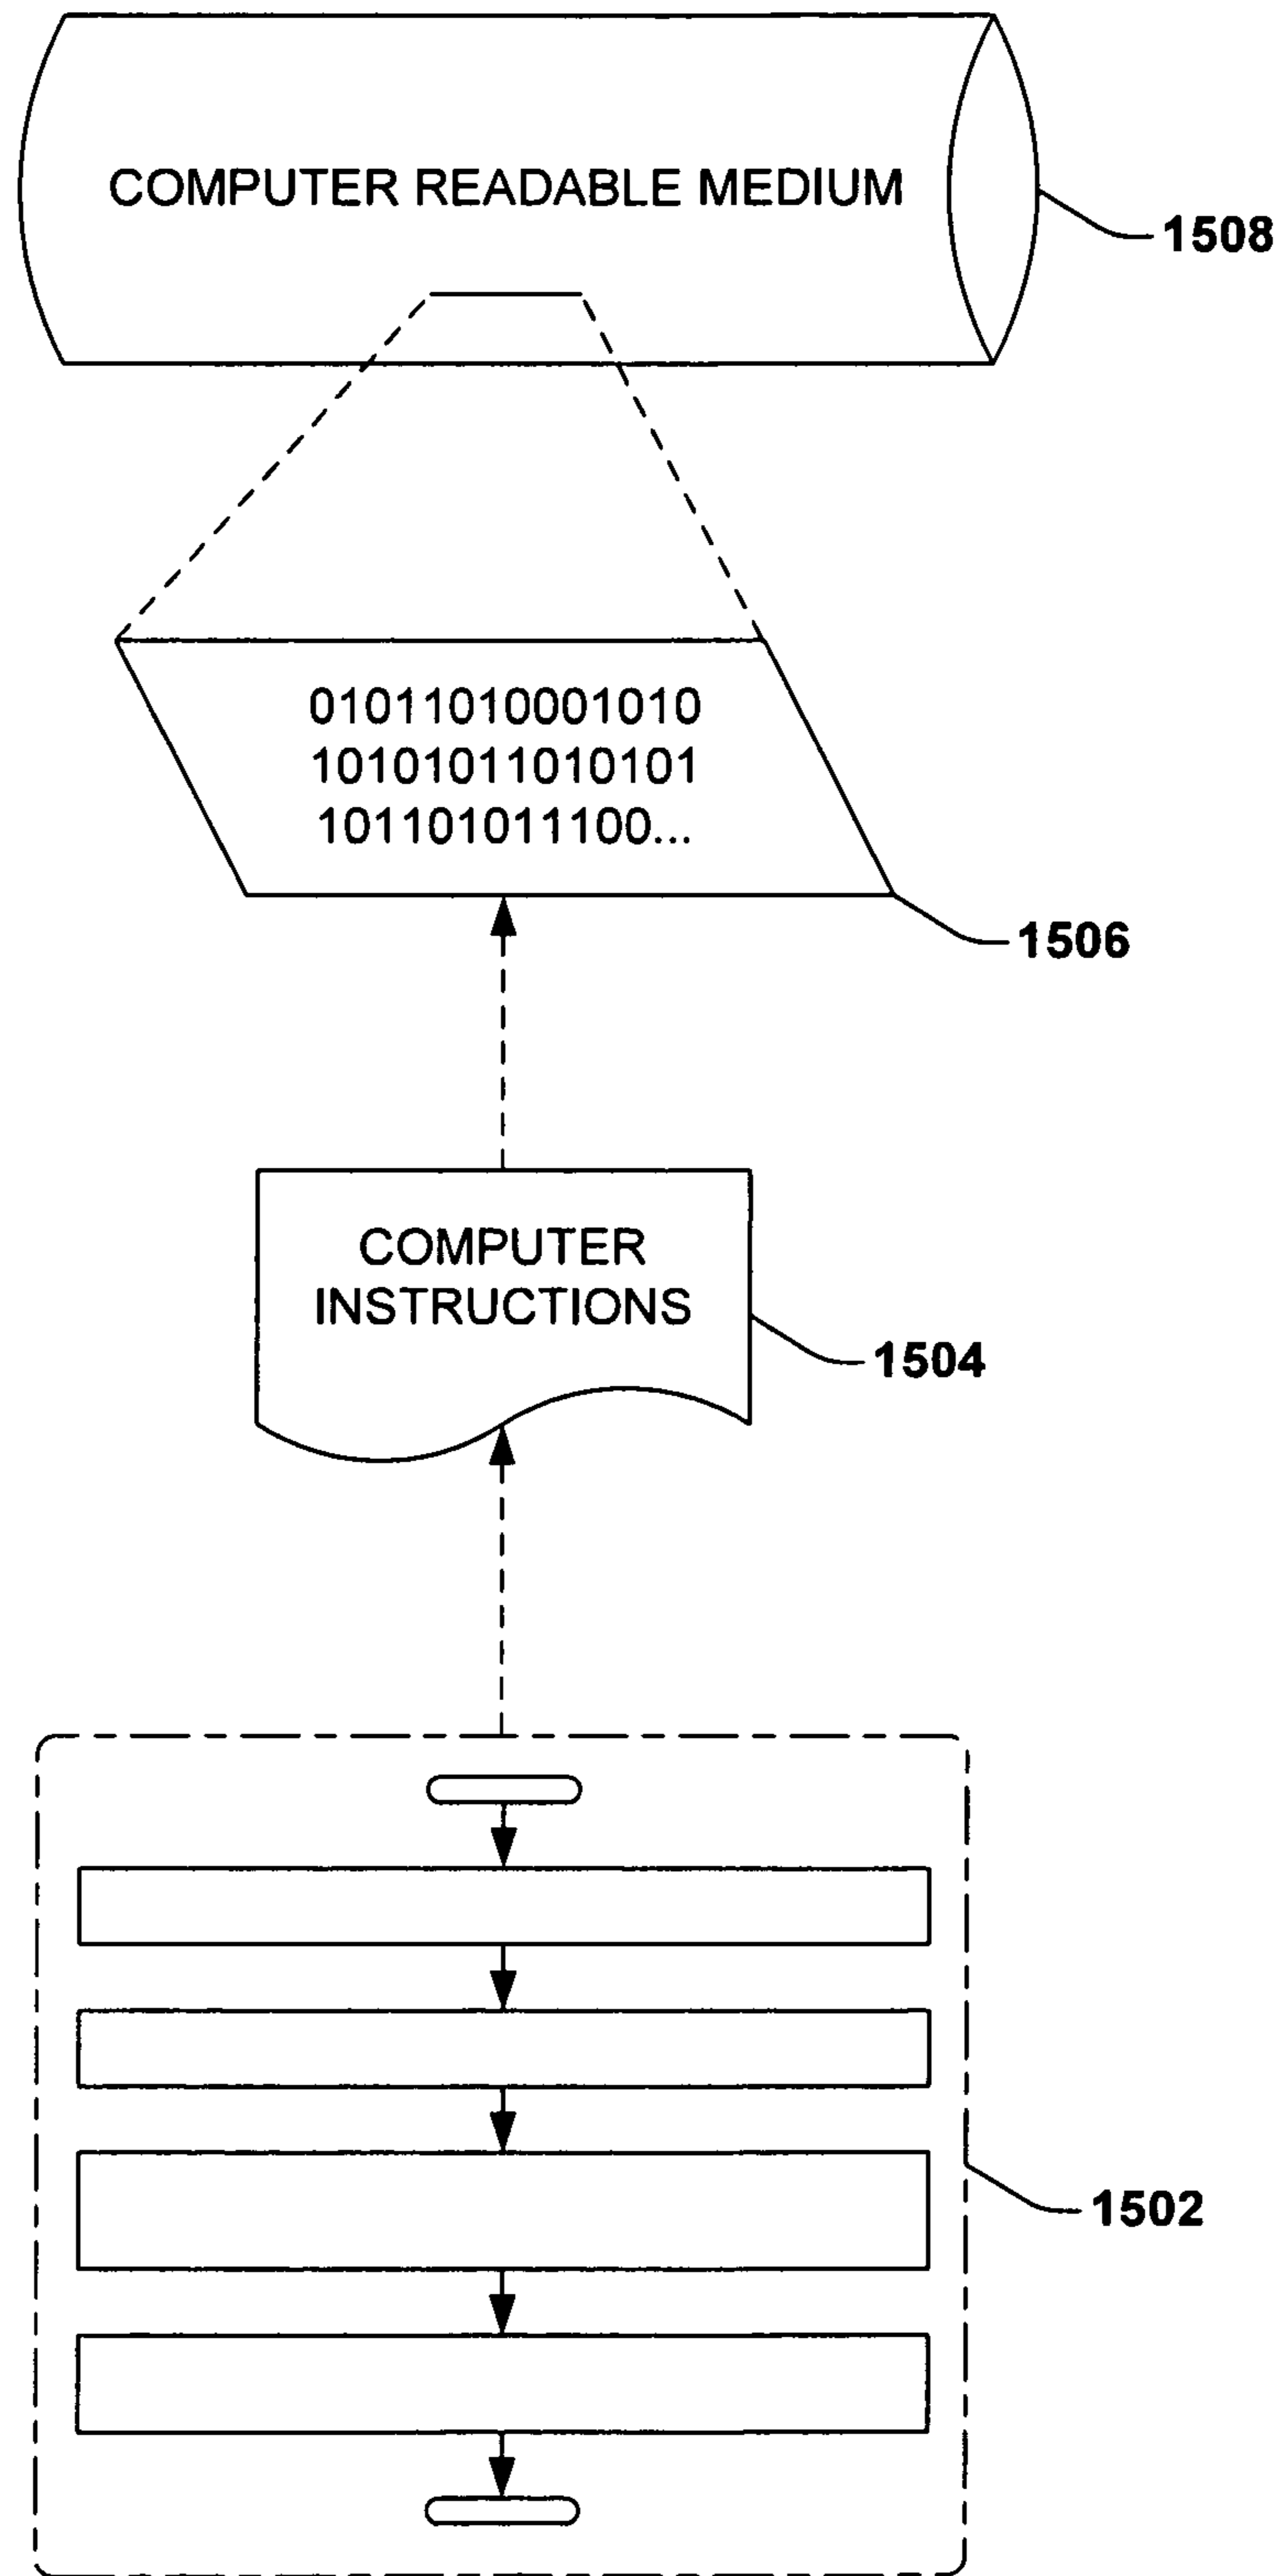 COMPUTER READABLE MEDIUM
1508
01011010001010
10101011010101
101101011100...
1506
COMPUTER
INSTRUCTIONS
1504
1502